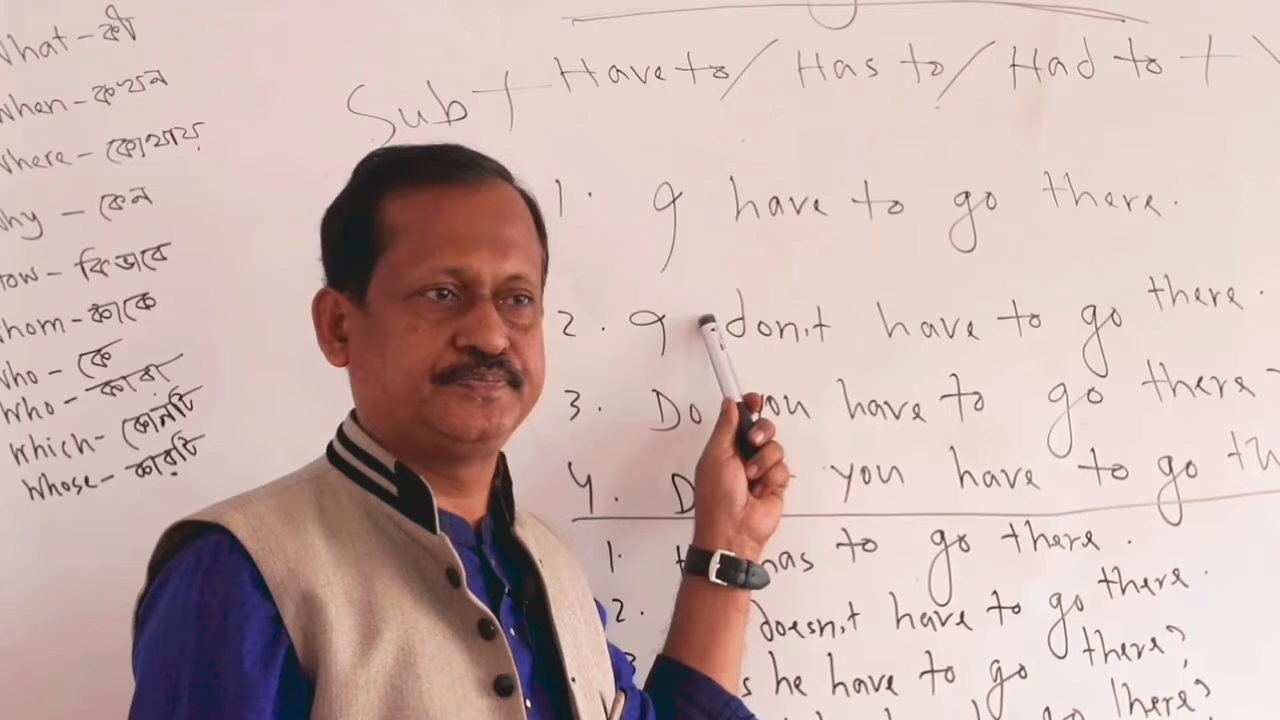 What - কী
When - কখন
Where - কোথায়
Why - কেন
How - কিভাবে
Whom - কাকে
Who - কে
Who - কারা
Which - কোনটি
Whose - কারটি
Sub + Have to / Has to / Had to +
1. I have to go there.
2. I don't have to go there.
3. Do you have to go there?
4. you have to go
1. has to go there.
2. doesn't have to go there.
3 he have to go there?
go there?